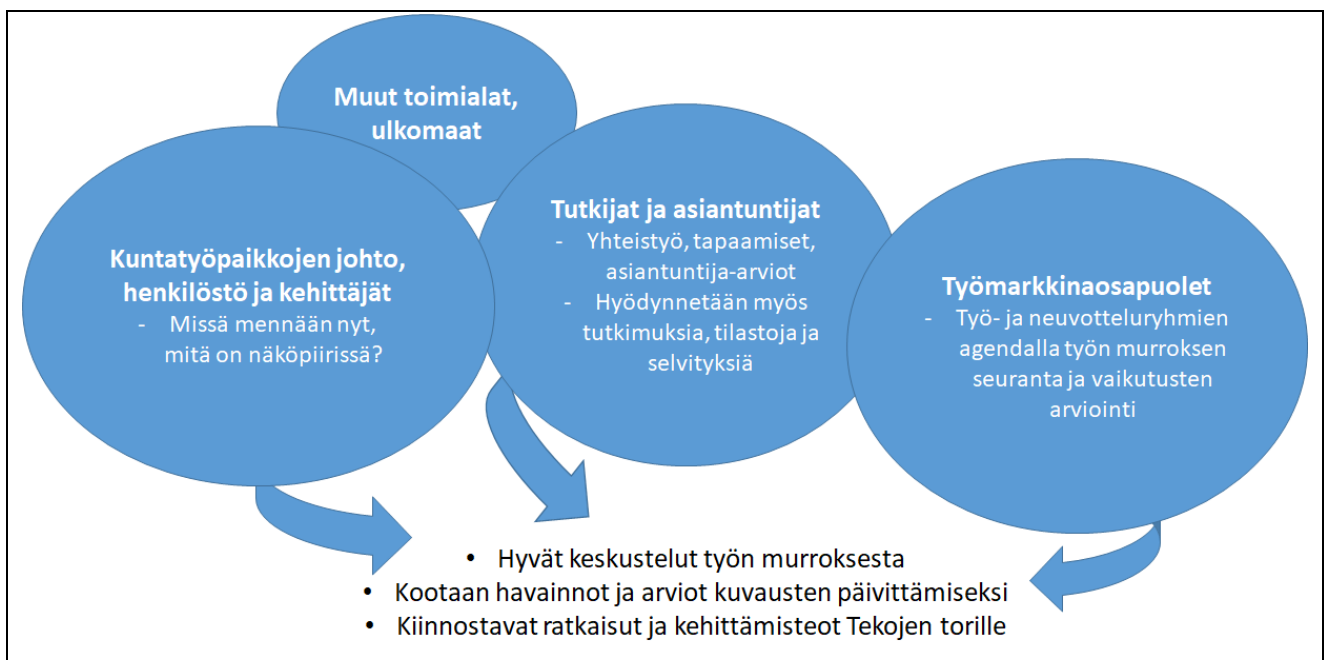 Muut toimialat,
ulkomaat
Kuntatyöpaikkojen johto,
henkilöstö ja kehittäjät
- Missä mennään nyt,
mitä on näköpiirissä?
Tutkijat ja asiantuntijat
- Yhteistyö, tapaamiset,
asiantuntija-arviot
- Hyödynnetään myös
tutkimuksia, tilastoja ja
selvityksiä
Työmarkkinaosapuolet
- Työ- ja neuvotteluryhmien
agendalla työn murroksen
seuranta ja vaikutusten
arviointi
• Hyvät keskustelut työn murroksesta
• Kootaan havainnot ja arviot kuvausten päivittämiseksi
• Kiinnostavat ratkaisut ja kehittämisteot Tekojen torille